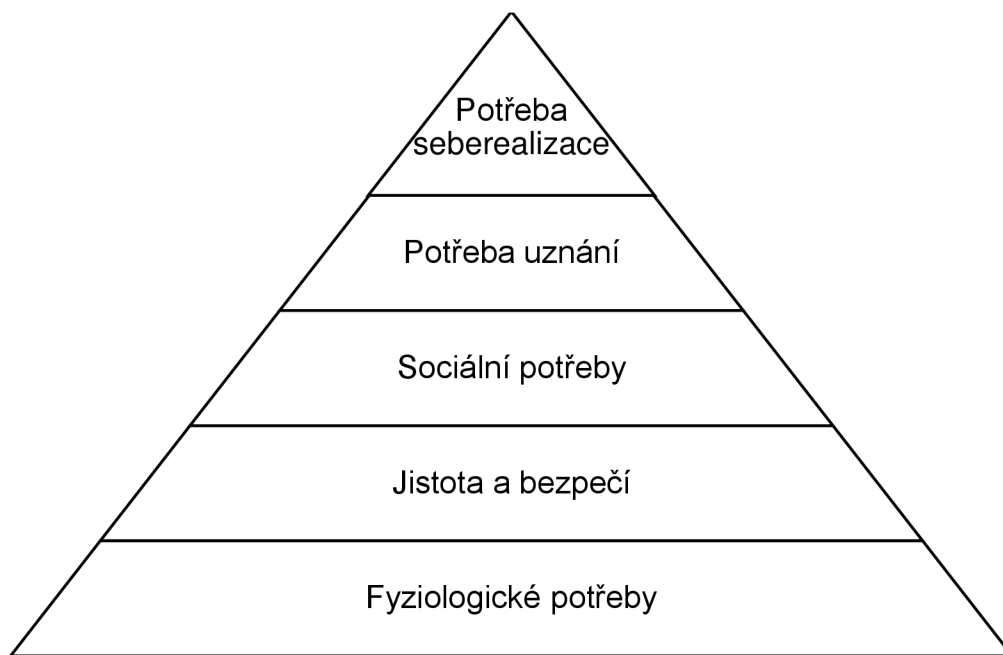 Potřeba
seberealizace
Potřeba uznání
Sociální potřeby
Jistota a bezpečí
Fyziologické potřeby